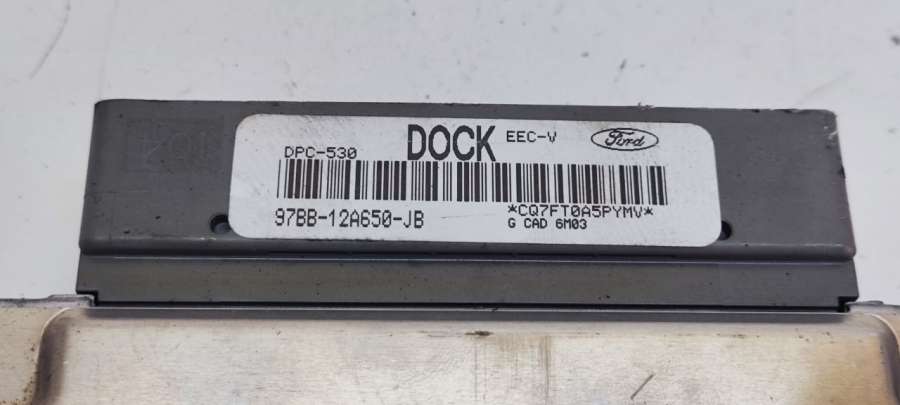 DPC-530 DOCK EEC-V Ford
97BB-12A650-JB *CQ7FT0A5PYMV*
G CAD 6M03